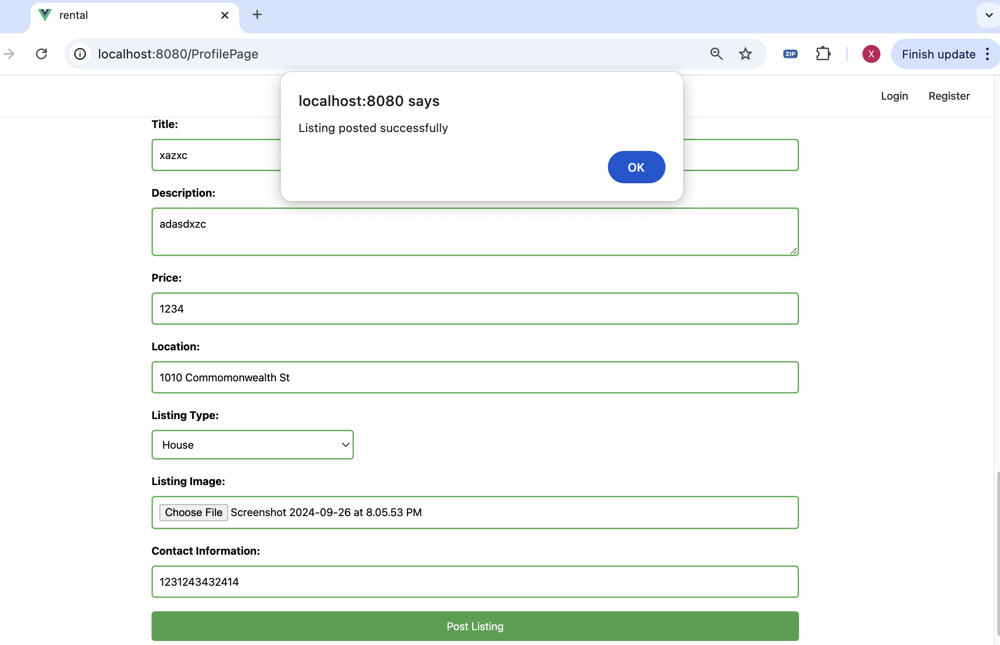 rental
localhost:8080/ProfilePage
ZIP
X
Finish update
Login
Register
localhost:8080 says
Listing posted successfully
OK
Title:
xazxc
Description:
adasdxzc
Price:
1234
Location:
1010 Commomonwealth St
Listing Type:
House
Listing Image:
Choose File Screenshot 2024-09-26 at 8.05.53 PM
Contact Information:
1231243432414
Post Listing